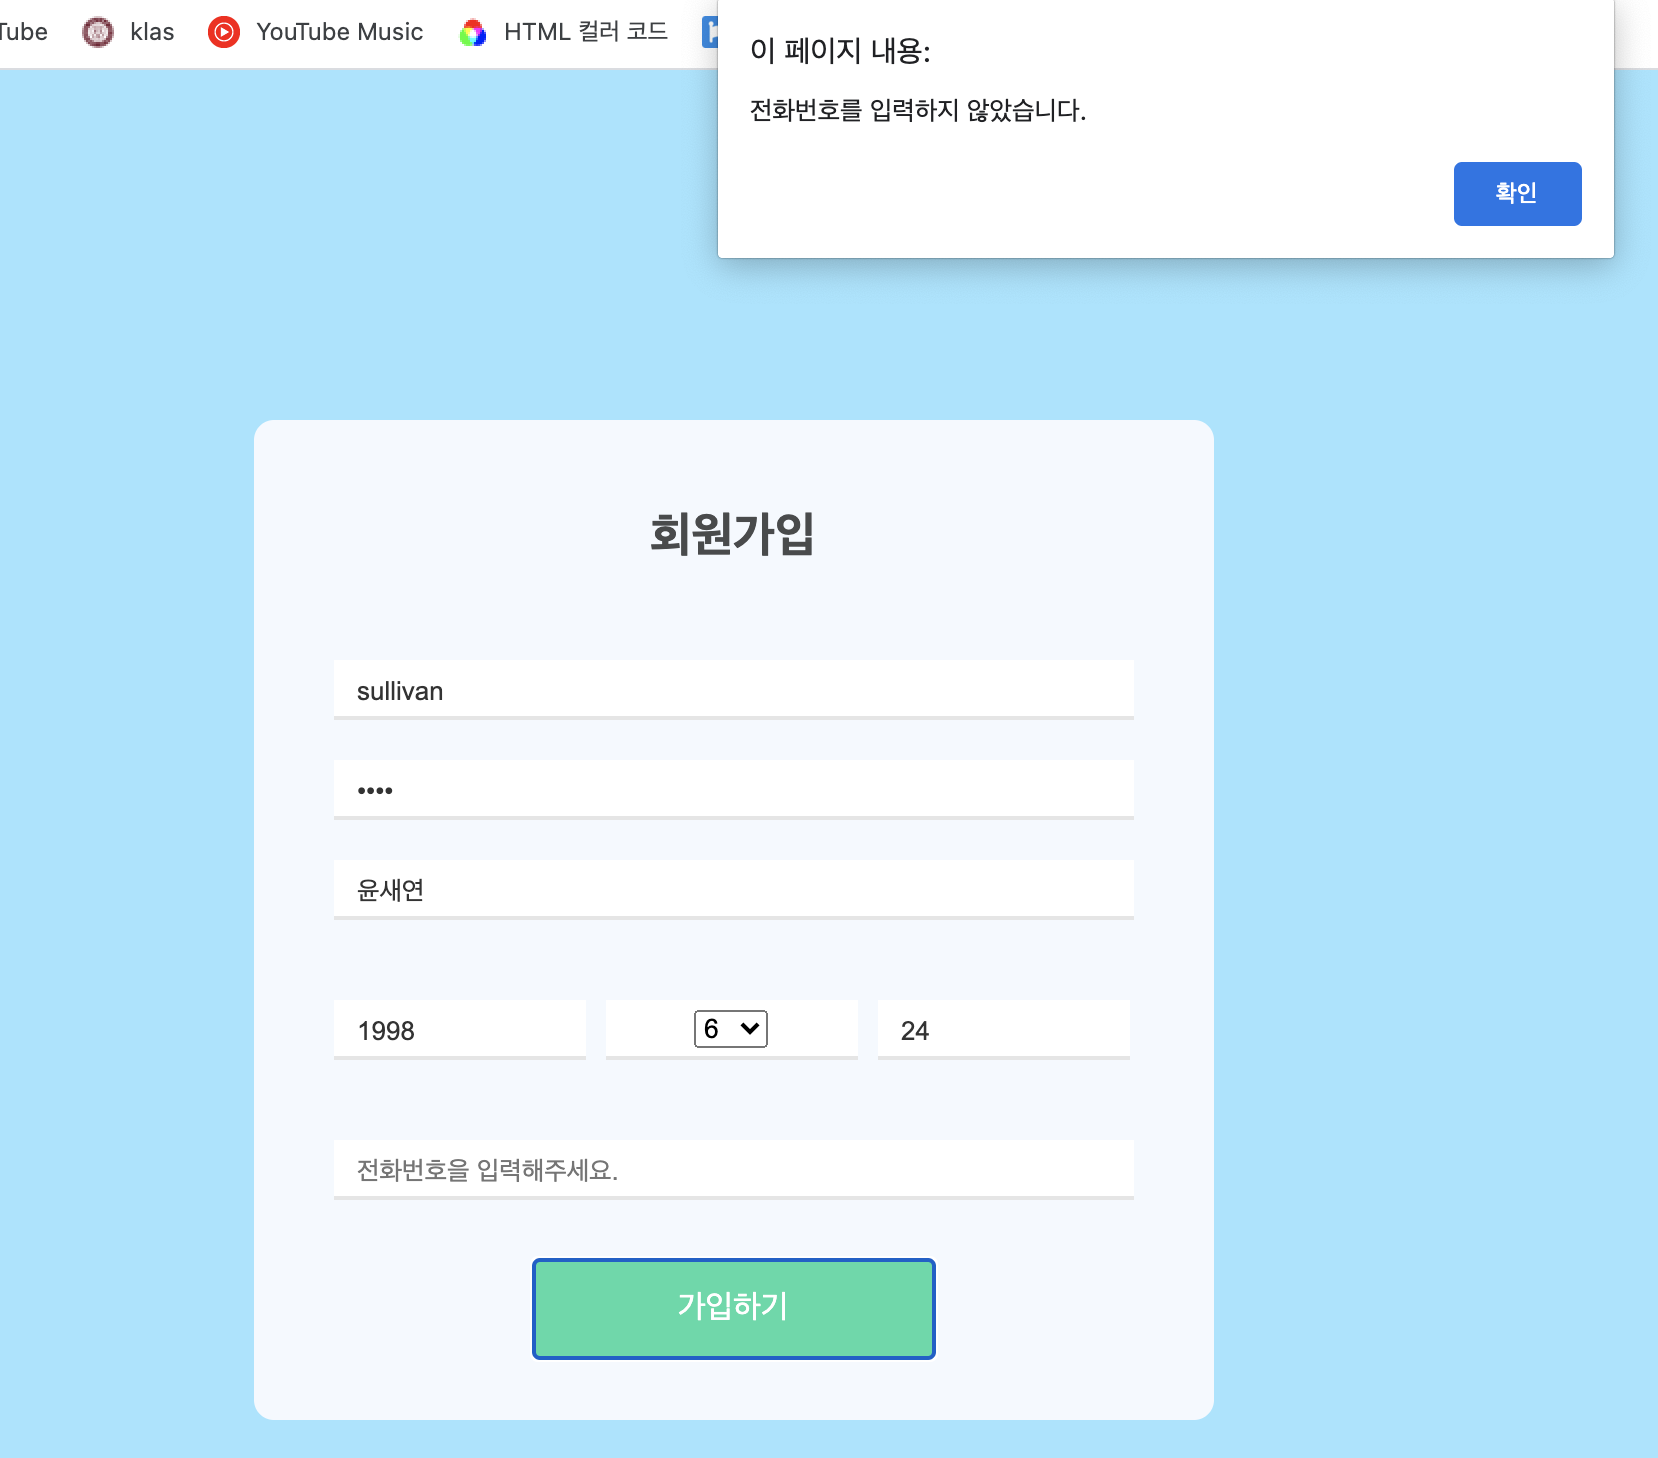 klas YouTube Music HTML 컬러 코드
이 페이지 내용:
전화번호를 입력하지 않았습니다.
확인
회원가입
sullivan
••••
윤새연
1998 6 24
전화번호을 입력해주세요.
가입하기